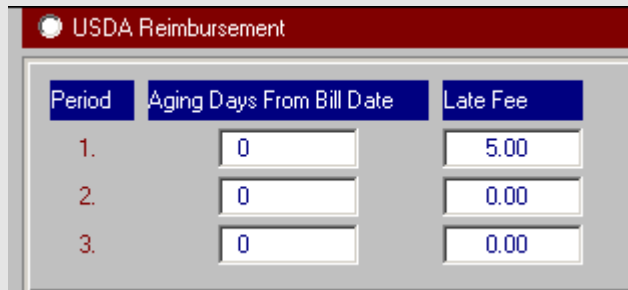 USDA Reimbursement
Period Aging Days From Bill Date Late Fee
1. 0 5.00
2. 0 0.00
3. 0 0.00